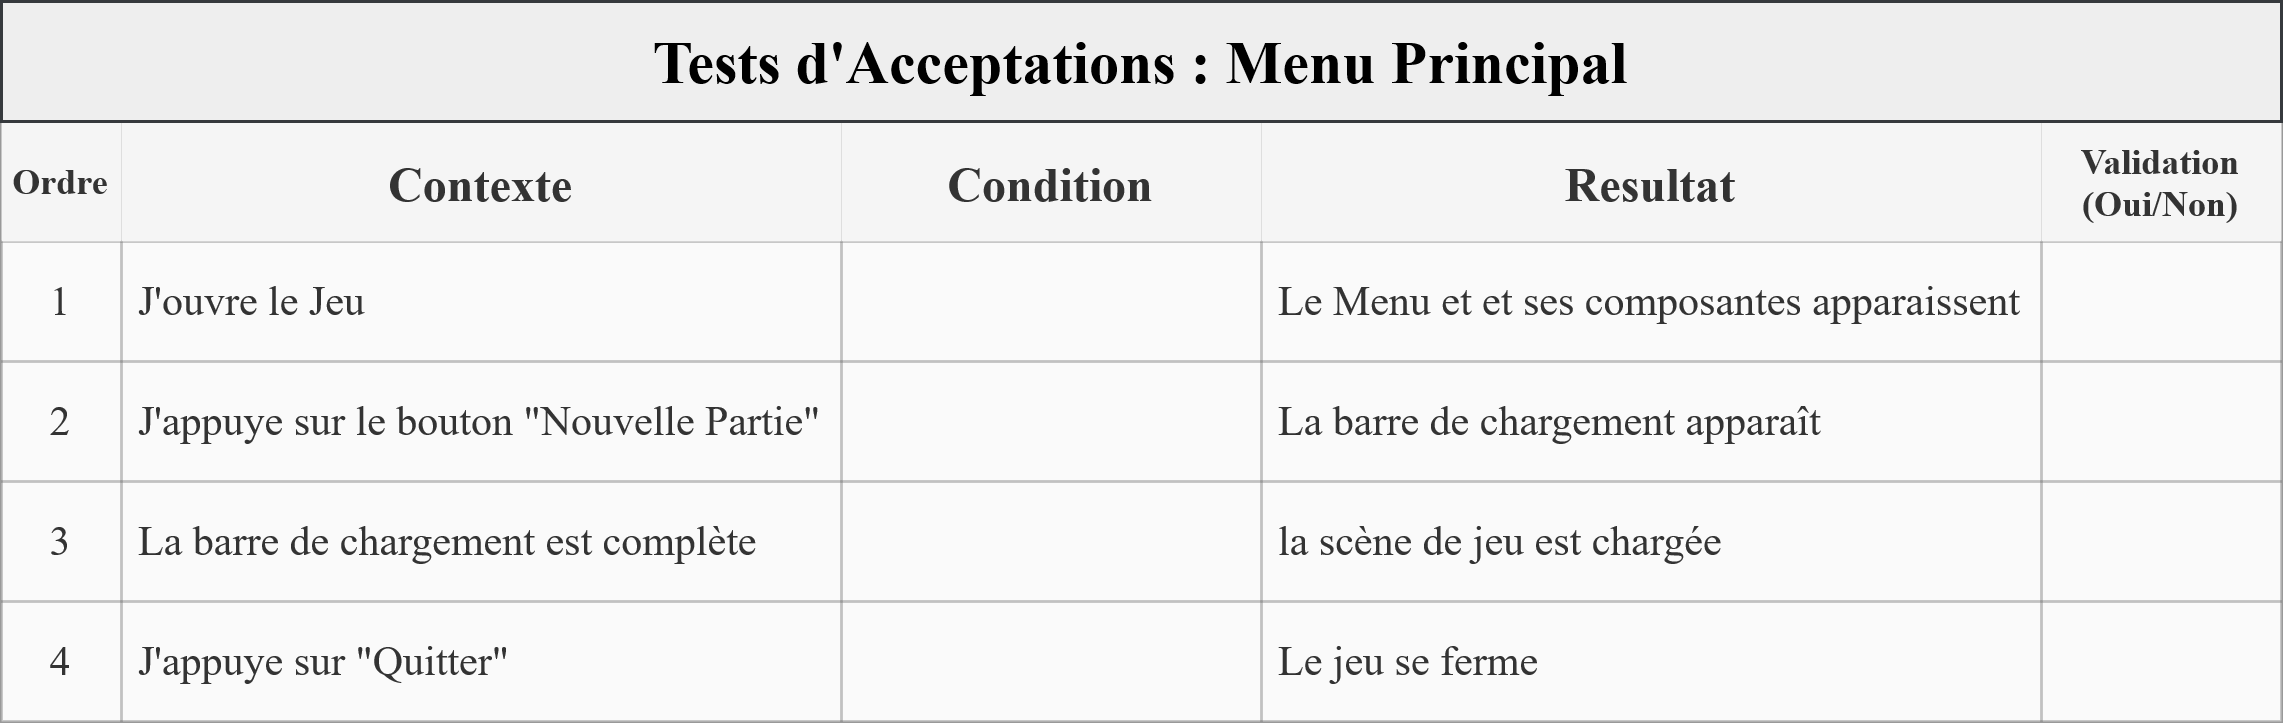 Tests d'Acceptations : Menu Principal
Ordre Contexte Condition Resultat Validation
(Oui/Non)
1 J'ouvre le Jeu Le Menu et et ses composantes apparaissent
2 J'appuye sur le bouton "Nouvelle Partie" La barre de chargement apparaît
3 La barre de chargement est complète la scène de jeu est chargée
4 J'appuye sur "Quitter" Le jeu se ferme